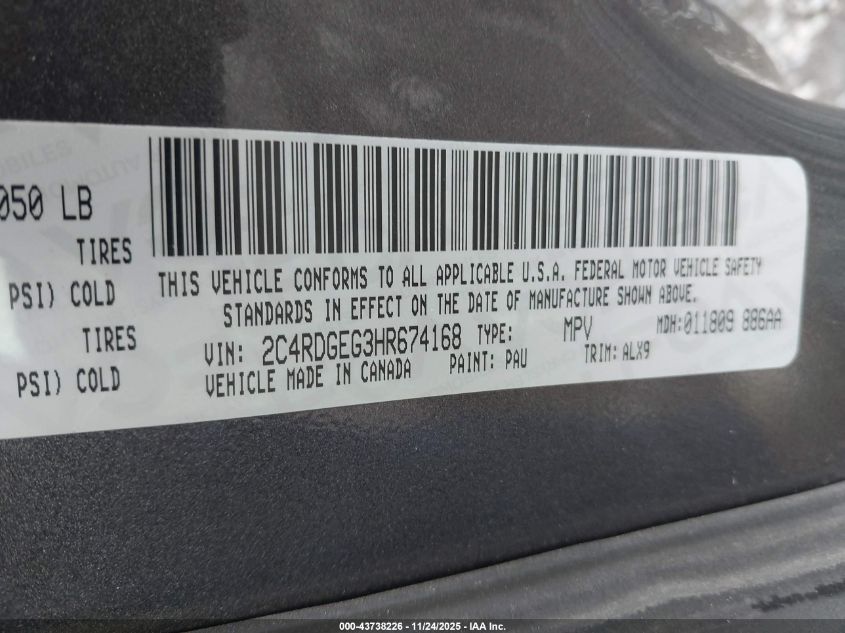 050 LB
TIRES
PSI) COLD
TIRES
PSI) COLD
THIS VEHICLE CONFORMS TO ALL APPLICABLE U.S.A. FEDERAL MOTOR VEHICLE SAFETY
STANDARDS IN EFFECT ON THE DATE OF MANUFACTURE SHOWN ABOVE.
VIN: 2C4RDGEG3HR674168 TYPE: MPV MDH:011809 886AA
VEHICLE MADE IN CANADA PAINT: PAU TRIM: ALX9
000-43738226 - 11/24/2025 - IAA Inc.